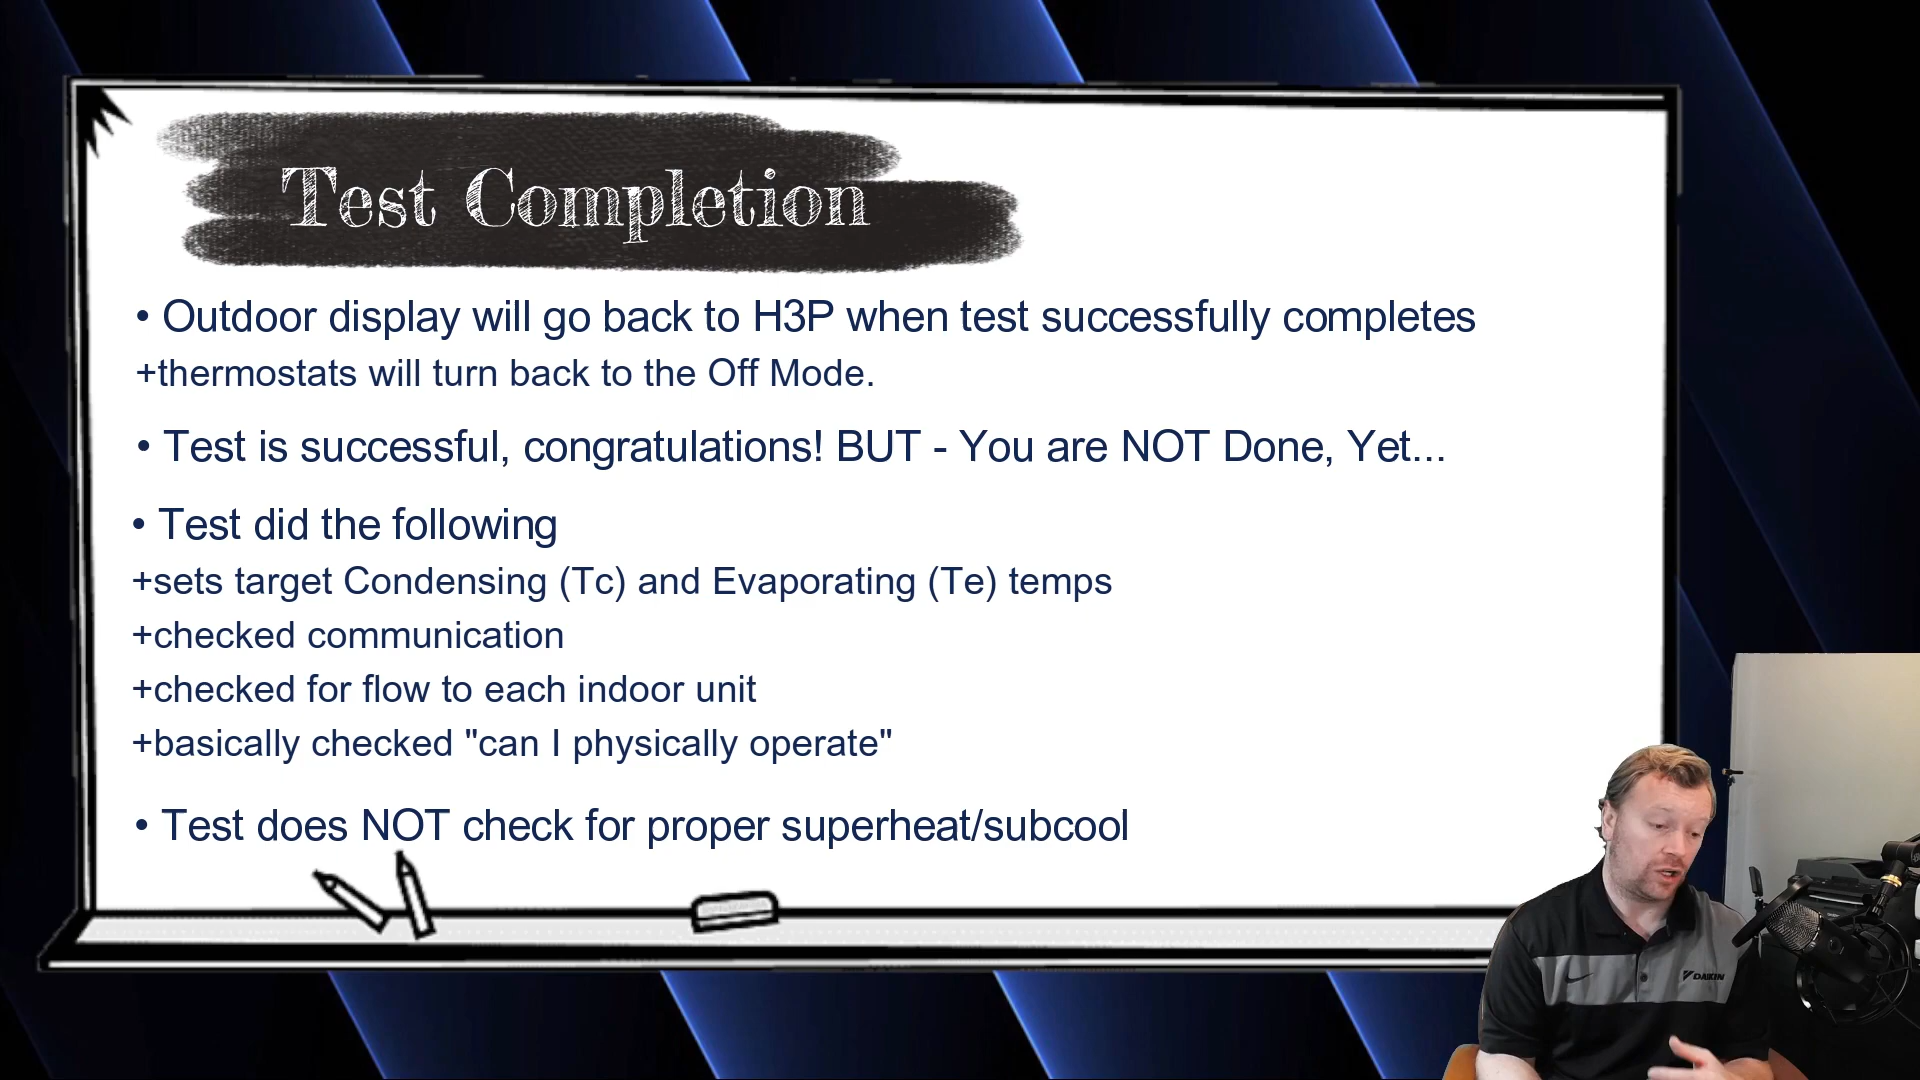 Test Completion
• Outdoor display will go back to H3P when test successfully completes
+thermostats will turn back to the Off Mode.
• Test is successful, congratulations! BUT - You are NOT Done, Yet...
• Test did the following
+sets target Condensing (Tc) and Evaporating (Te) temps
+checked communication
+checked for flow to each indoor unit
+basically checked "can I physically operate"
• Test does NOT check for proper superheat/subcool
DAIKIN